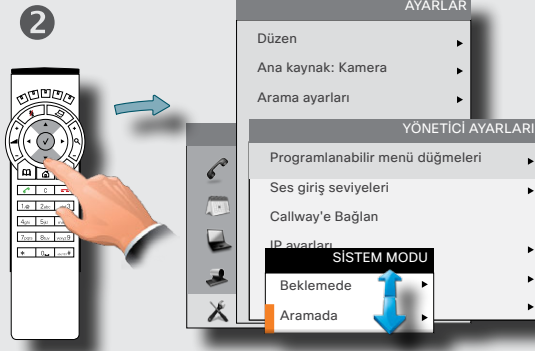 2
AYARLAR
Düzen
Ana kaynak: Kamera
Arama ayarları
YÖNETİCİ AYARLARI
Programlanabilir menü düğmeleri
Ses giriş seviyeleri
Callway'e Bağlan
IP ayarları
SİSTEM MODU
Beklemede
Aramada